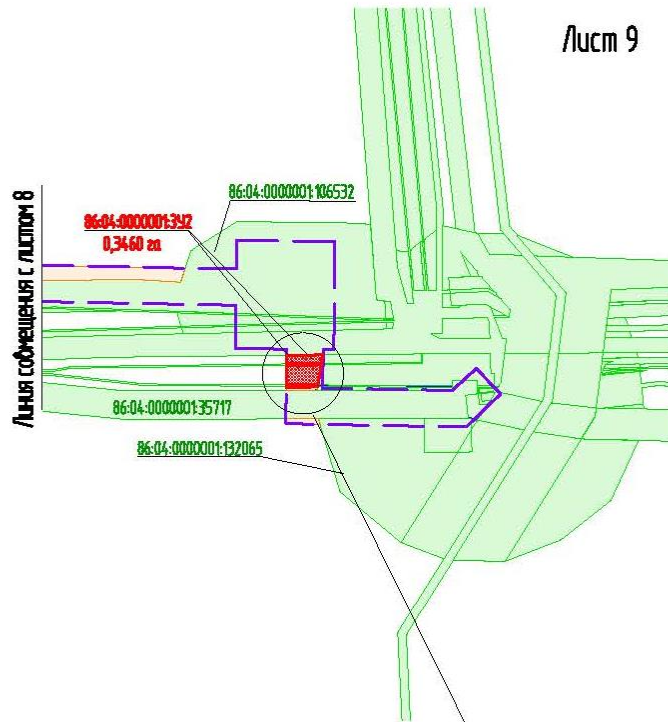 Лист 9
Линия совмещения с листом 8
86:04:0000001:106532
86:04:0000001:392
0,3460 га
86:04:0000001:35717
86:04:0000001:132065